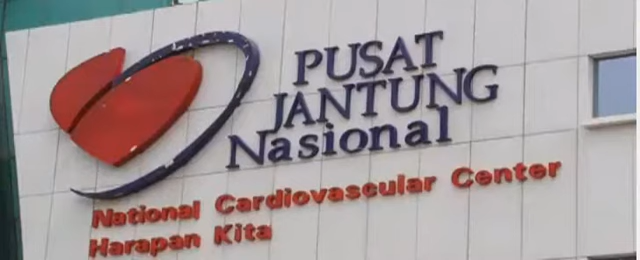 PUSAT
JANTUNG
Nasional
National Cardiovascular Center
Harapan Kita